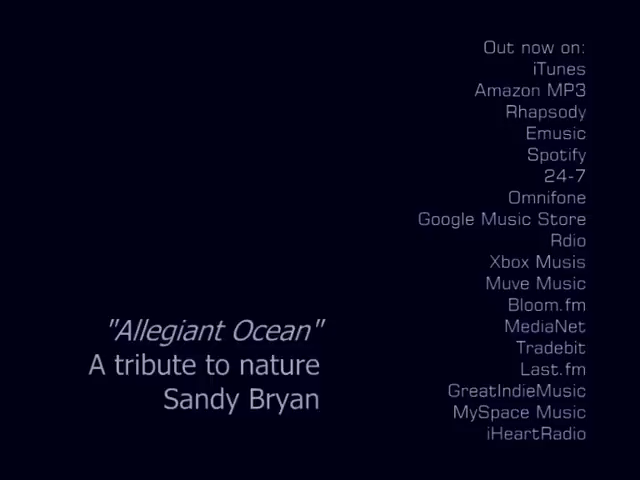 Out now on:
iTunes
Amazon MP3
Rhapsody
Emusic
Spotify
24-7
Omnifone
Google Music Store
Rdio
Xbox Musis
Muve Music
Bloom.fm
MediaNet
Tradebit
Last.fm
GreatIndieMusic
MySpace Music
iHeartRadio
"Allegiant Ocean"
A tribute to nature
Sandy Bryan